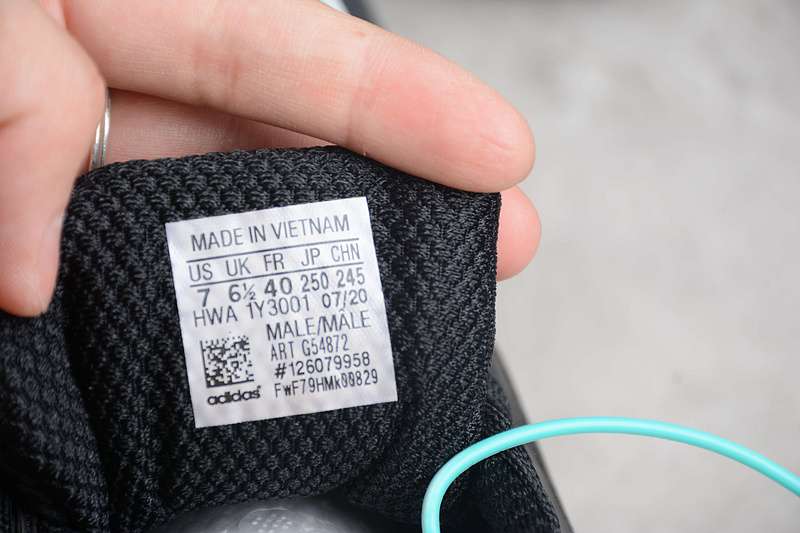 MADE IN VIETNAM
US UK FR JP CHN
7 6½ 40 250 245
HWA 1Y3001 07/20
MALE/MÂLE
ART G54872
#126079958
FwF79HMk00829
adidas®